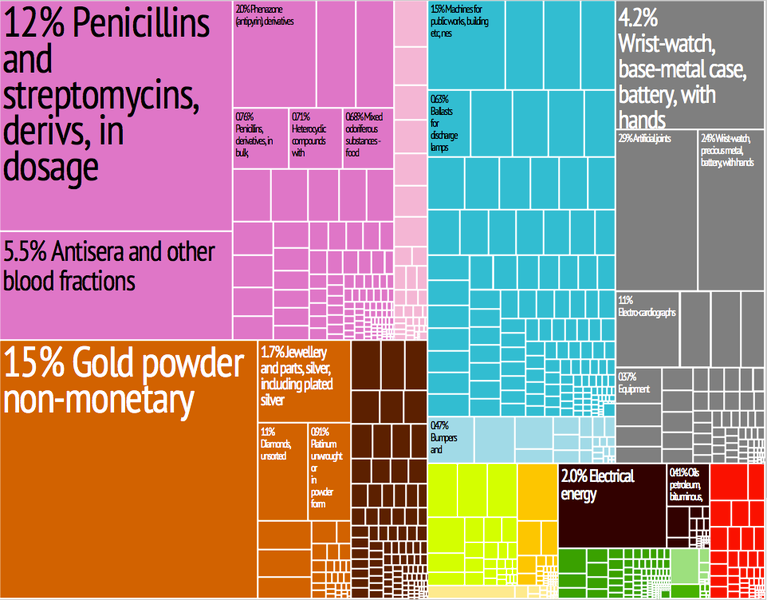 12% Penicillins
and
streptomycins,
derivs, in
dosage
5.5% Antisera and other
blood fractions
2.0% Phenazone
(antipyrin), derivatives
0.76%
Penicillins,
derivatives, in
bulk,
0.71%
Heterocyclic
compounds
with
0.68% Mixed
odoriferous
substances -
food
15% Gold powder
non-monetary
1.7% Jewellery
and parts, silver,
including plated
silver
1.1%
Diamonds,
unsorted
0.91%
Platinum
unwrought
or
in
powder
form
1.5% Machines for
public works, building
etc, nes
0.63%
Ballasts
for
discharge
lamps
0.47%
Bumpers
and
4.2%
Wrist-watch,
base-metal case,
battery, with
hands
2.9% Artificial joints
2.4% Wrist-watch,
precious metal,
battery, with hands
1.1%
Electro-cardiographs
0.37%
Equipment
2.0% Electrical
energy
0.41% Oils
petroleum,
bituminous,